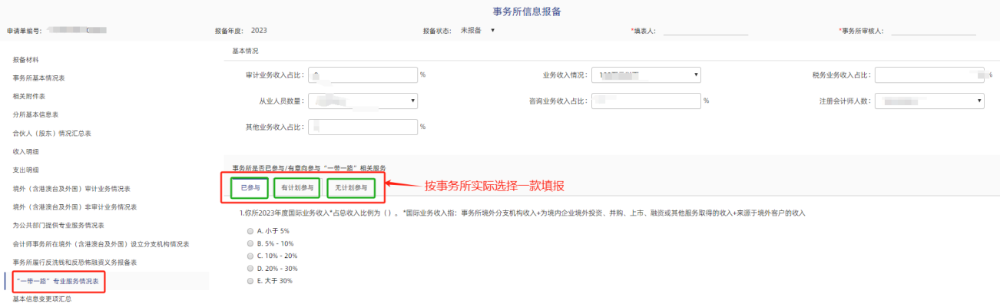 事务所信息报备
申请单编号：
报备年度： 2023
报备状态： 未报备
*填表人：
*事务所审核人：
报备材料
事务所基本情况表
相关附件表
分所基本信息表
合伙人（股东）情况汇总表
收入明细
支出明细
境外（含港澳台及外国）审计业务情况表
境外（含港澳台及外国）非审计业务情况表
为公共部门提供专业服务情况表
会计师事务所在境外（含港澳台及外国）设立分支机构情况表
事务所履行反洗钱和反恐怖融资义务报备表
“一带一路”专业服务情况表
基本信息变更项汇总
基本情况
审计业务收入占比： %
业务收入情况：
税务业务收入占比： %
从业人员数量：
咨询业务收入占比： %
注册会计师人数：
其他业务收入占比： %
事务所是否已参与/有意向参与“一带一路”相关服务
已参与 有计划参与 无计划参与
按事务所实际选择一款填报
1.你所2023年度国际业务收入*占总收入比例为（）。 *国际业务收入指：事务所境外分支机构收入+为境内企业境外投资、并购、上市、融资或其他服务取得的收入+来源于境外客户的收入
A. 小于 5%
B. 5% - 10%
C. 10% - 20%
D. 20% - 30%
E. 大于 30%